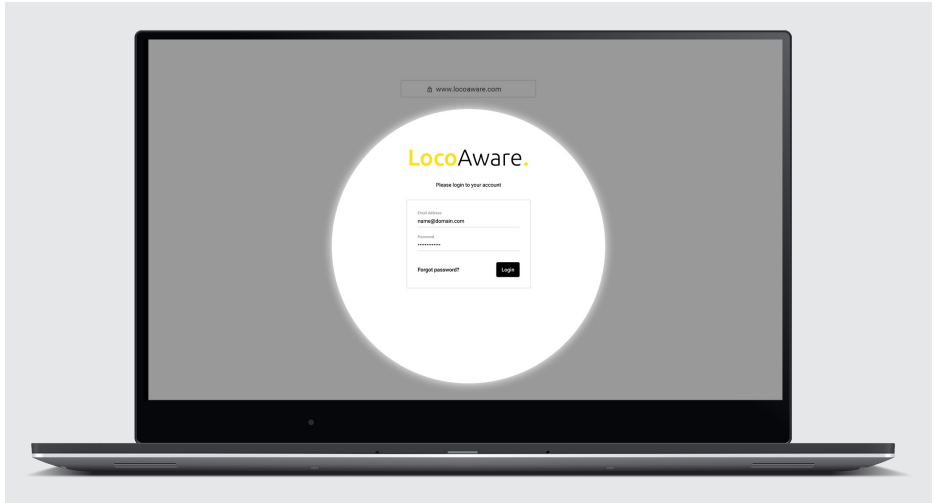 www.locoaware.com
LocoAware.
Please login to your account
Email Address
name@domain.com
Password
•••••••••••
Forgot password?
Login